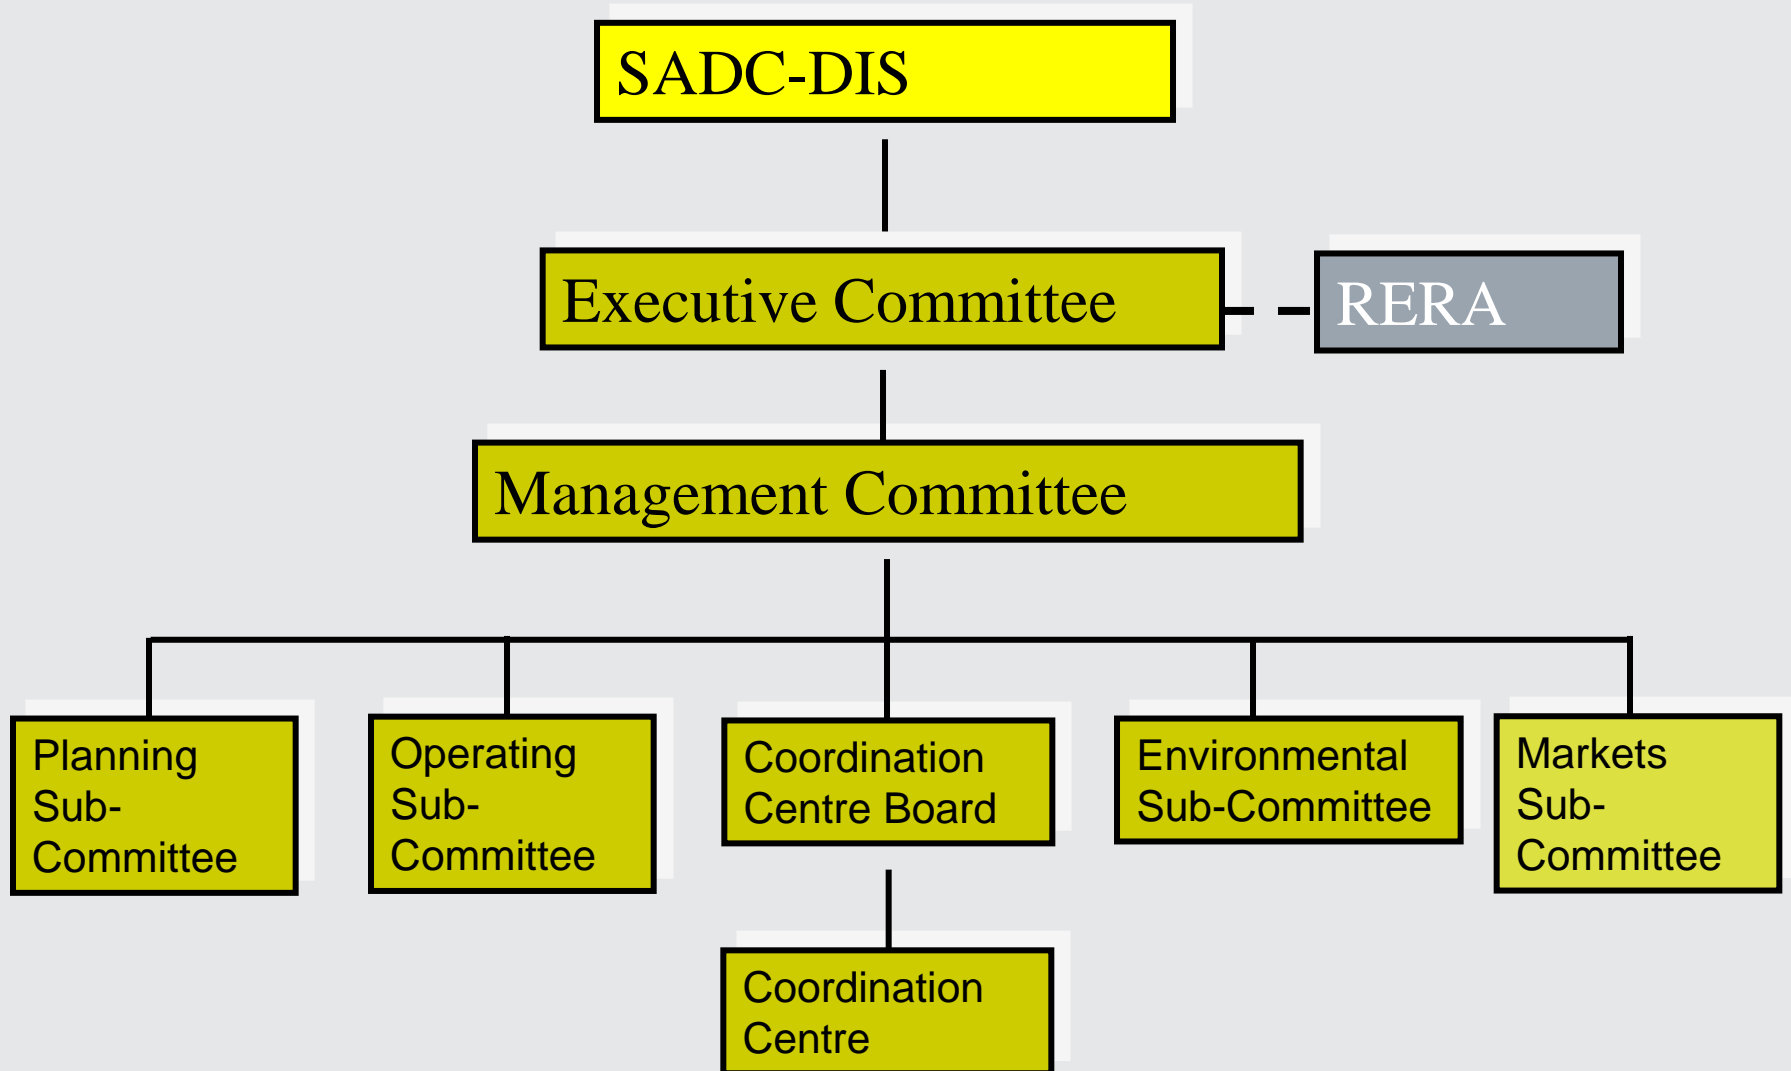 SADC-DIS
Executive Committee
RERA
Management Committee
Planning
Sub-
Committee
Operating
Sub-
Committee
Coordination
Centre Board
Environmental
Sub-Committee
Markets
Sub-
Committee
Coordination
Centre